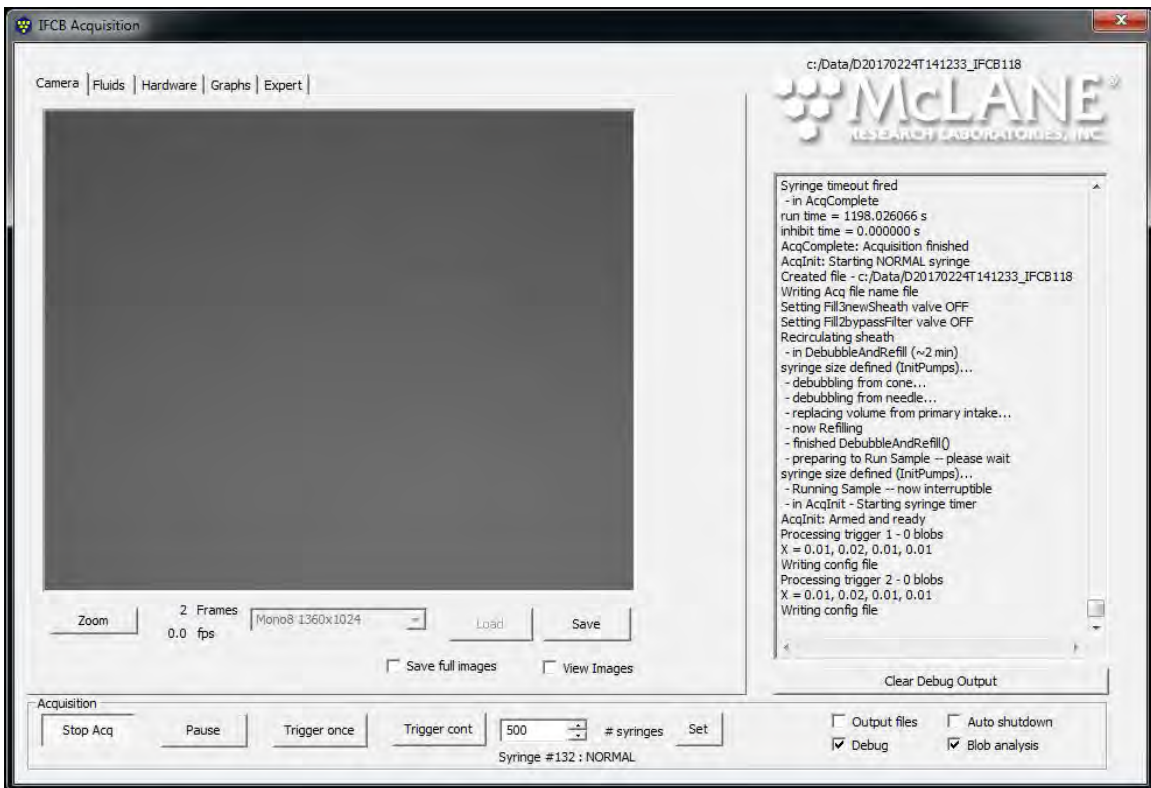 IFCB Acquisition
c:/Data/D20170224T141233_IFCB118
Camera Fluids Hardware Graphs Expert
McLANE®
RESEARCH LABORATORIES, INC.
Syringe timeout fired
- in AcqComplete
run time = 1198.026066 s
inhibit time = 0.000000 s
AcqComplete: Acquisition finished
AcqInit: Starting NORMAL syringe
Created file - c:/Data/D20170224T141233_IFCB118
Writing Acq file name file
Setting Fill3newSheath valve OFF
Setting Fill2bypassFilter valve OFF
Recirculating sheath
- in DebubbleAndRefill (~2 min)
syringe size defined (InitPumps)...
- debubbling from cone...
- debubbling from needle...
- replacing volume from primary intake...
- now Refilling
- finished DebubbleAndRefill()
- preparing to Run Sample -- please wait
syringe size defined (InitPumps)...
- Running Sample -- now interruptible
- in AcqInit - Starting syringe timer
AcqInit: Armed and ready
Processing trigger 1 - 0 blobs
X = 0.01, 0.02, 0.01, 0.01
Writing config file
Processing trigger 2 - 0 blobs
X = 0.01, 0.02, 0.01, 0.01
Writing config file
Zoom
2 Frames
0.0 fps
Mono8 1360x1024
Load
Save
Save full images
View Images
Clear Debug Output
Acquisition
Stop Acq
Pause
Trigger once
Trigger cont
500
# syringes
Set
Syringe #132 : NORMAL
Output files
Auto shutdown
Debug
Blob analysis